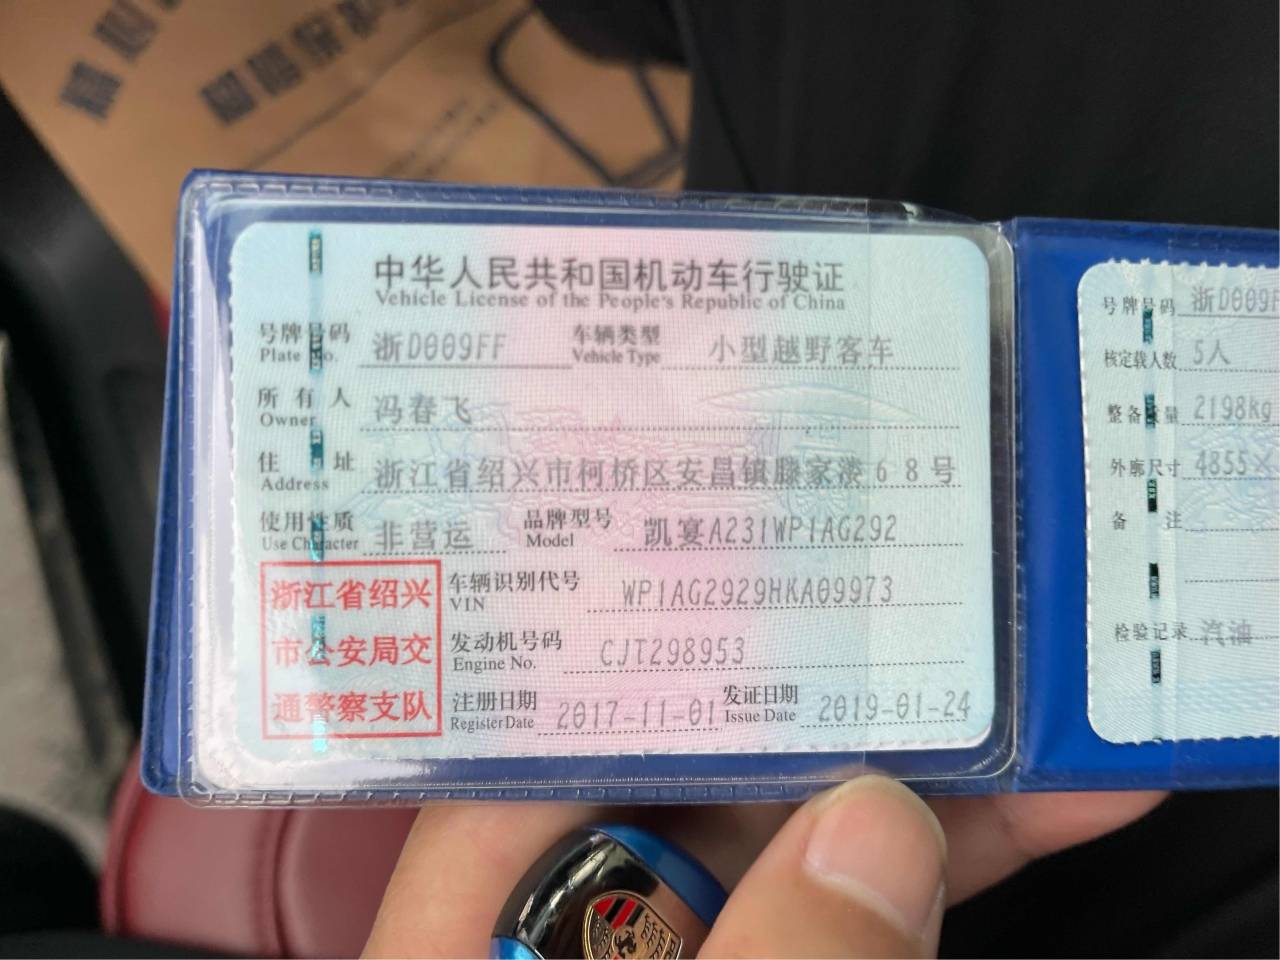 中华人民共和国机动车行驶证
Vehicle License of the People's Republic of China
号牌号码 浙D009FF 车辆类型 小型越野客车
Plate No. Vehicle Type
所有人 冯春飞
Owner
住址 浙江省绍兴市柯桥区安昌镇滕家溇68号
Address
使用性质 非营运 品牌型号 凯宴A231WP1AG292
Use Character Model
浙江省绍兴
市公安局交
通警察支队
车辆识别代号 WP1AG2929HKA09973
VIN
发动机号码 CJT298953
Engine No.
注册日期 2017-11-01 发证日期 2019-01-24
Register Date Issue Date
号牌号码 浙D009F
核定载人数 5人
整备质量 2198kg
外廓尺寸 4855×
备注
检验记录 汽油